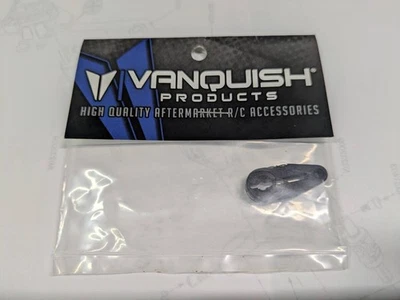 VANQUISH®
PRODUCTS
HIGH QUALITY AFTERMARKET R/C ACCESSORIES